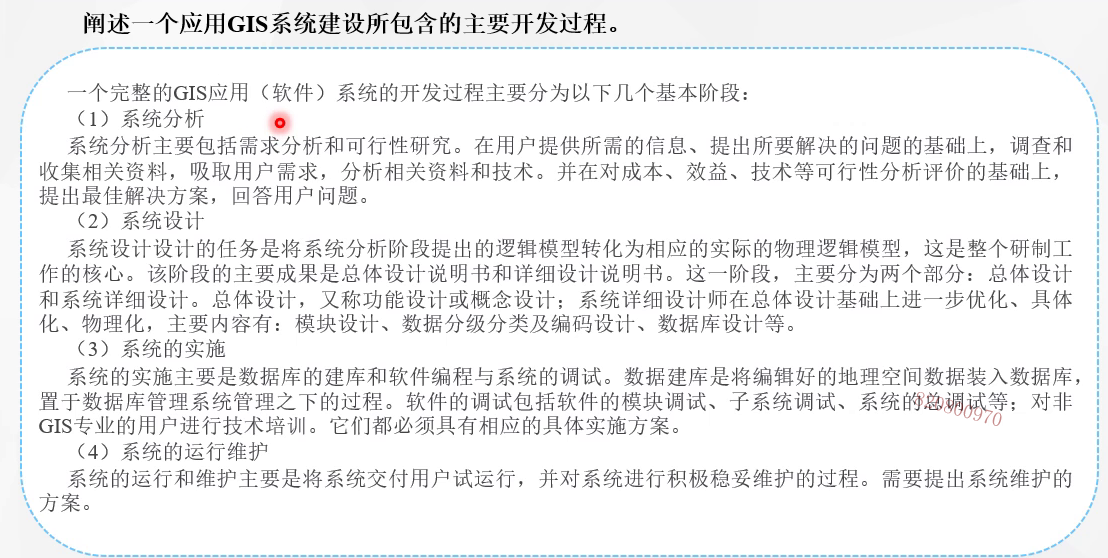 阐述一个应用GIS系统建设所包含的主要开发过程。
一个完整的GIS应用（软件）系统的开发过程主要分为以下几个基本阶段：
（1）系统分析
系统分析主要包括需求分析和可行性研究。在用户提供所需的信息、提出所要解决的问题的基础上，调查和
收集相关资料，吸取用户需求，分析相关资料和技术。并在对成本、效益、技术等可行性分析评价的基础上，
提出最佳解决方案，回答用户问题。
（2）系统设计
系统设计设计的任务是将系统分析阶段提出的逻辑模型转化为相应的实际的物理逻辑模型，这是整个研制工
作的核心。该阶段的主要成果是总体设计说明书和详细设计说明书。这一阶段，主要分为两个部分：总体设计
和系统详细设计。总体设计，又称功能设计或概念设计；系统详细设计师在总体设计基础上进一步优化、具体
化、物理化，主要内容有：模块设计、数据分级分类及编码设计、数据库设计等。
（3）系统的实施
系统的实施主要是数据库的建库和软件编程与系统的调试。数据建库是将编辑好的地理空间数据装入数据库，
置于数据库管理系统管理之下的过程。软件的调试包括软件的模块调试、子系统调试、系统的总调试等；对非
GIS专业的用户进行技术培训。它们都必须具有相应的具体实施方案。
（4）系统的运行维护
系统的运行和维护主要是将系统交付用户试运行，并对系统进行积极稳妥维护的过程。需要提出系统维护的
方案。